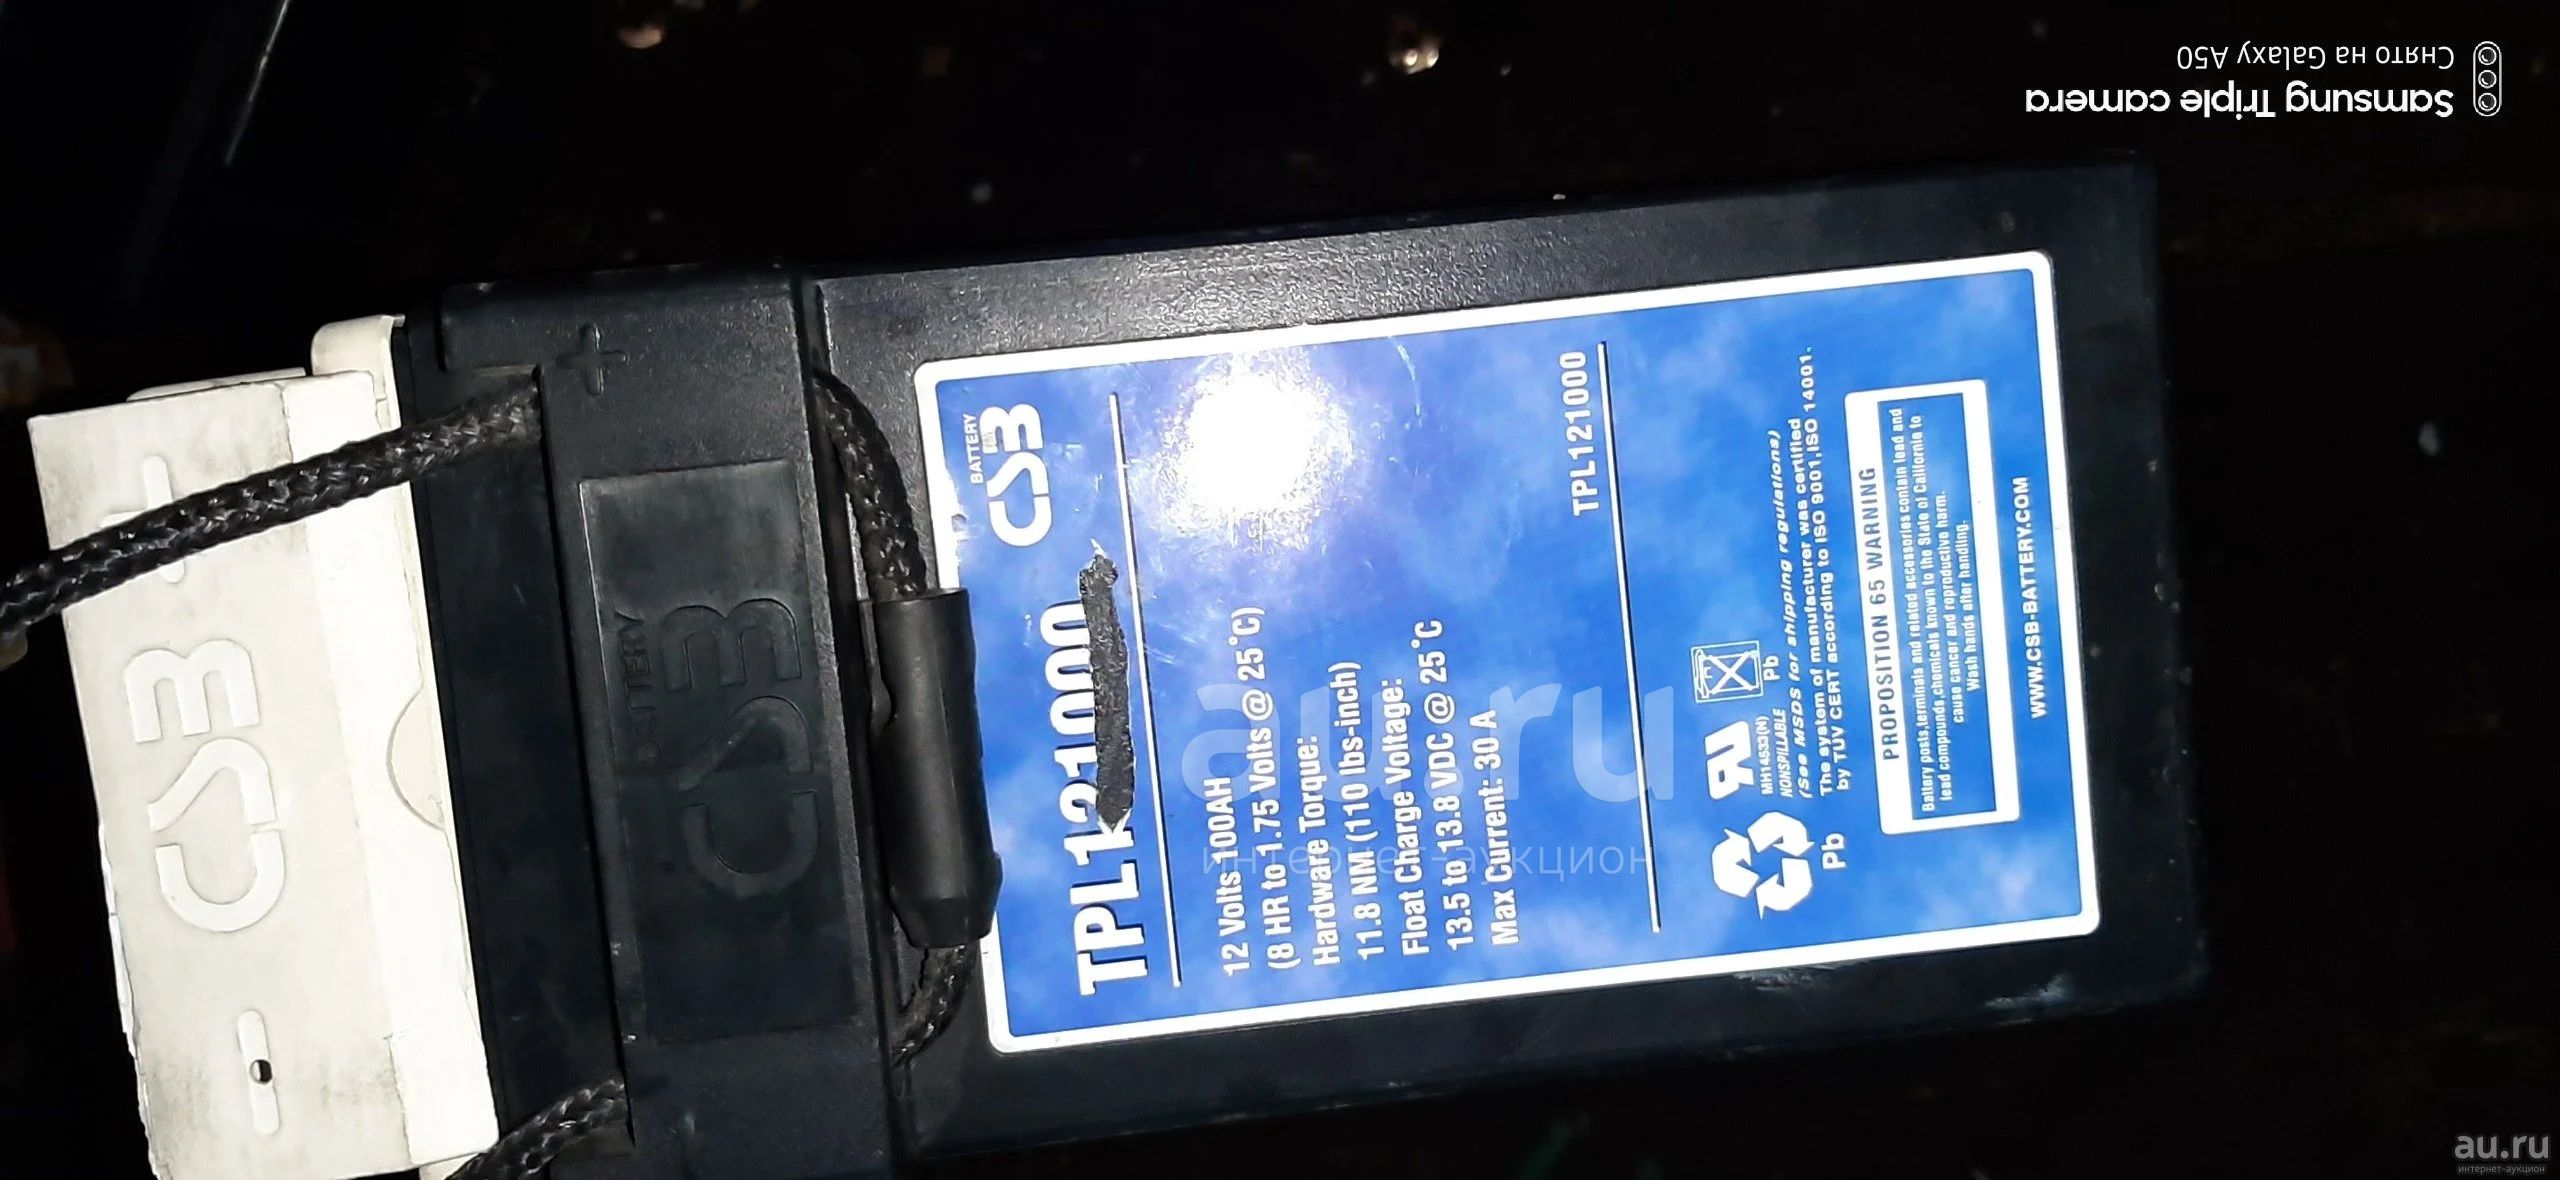 Samsung Triple camera
Снято на Galaxy A50
CSB
BATTERY
CSB
BATTERY
CSB
TPL121000
12 Volts 100AH
(8 HR to 1.75 Volts @ 25°C)
Hardware Torque:
11.8 NM (110 lbs-inch)
Float Charge Voltage:
13.5 to 13.8 VDC @ 25°C
Max Current: 30 A
TPL121000
Pb
MH14533(N)
Pb
NONSPILLABLE
(See MSDS for shipping regulations)
The system of manufacturer was certified
by TUV CERT according to ISO 9001,ISO 14001.
PROPOSITION 65 WARNING
Battery posts,terminals and related accessories contain lead and
lead compounds,chemicals known to the State of California to
cause cancer and reproductive harm.
Wash hands after handling.
WWW.CSB-BATTERY.COM
au.ru
интернет-аукцион
au.ru
интернет-аукцион